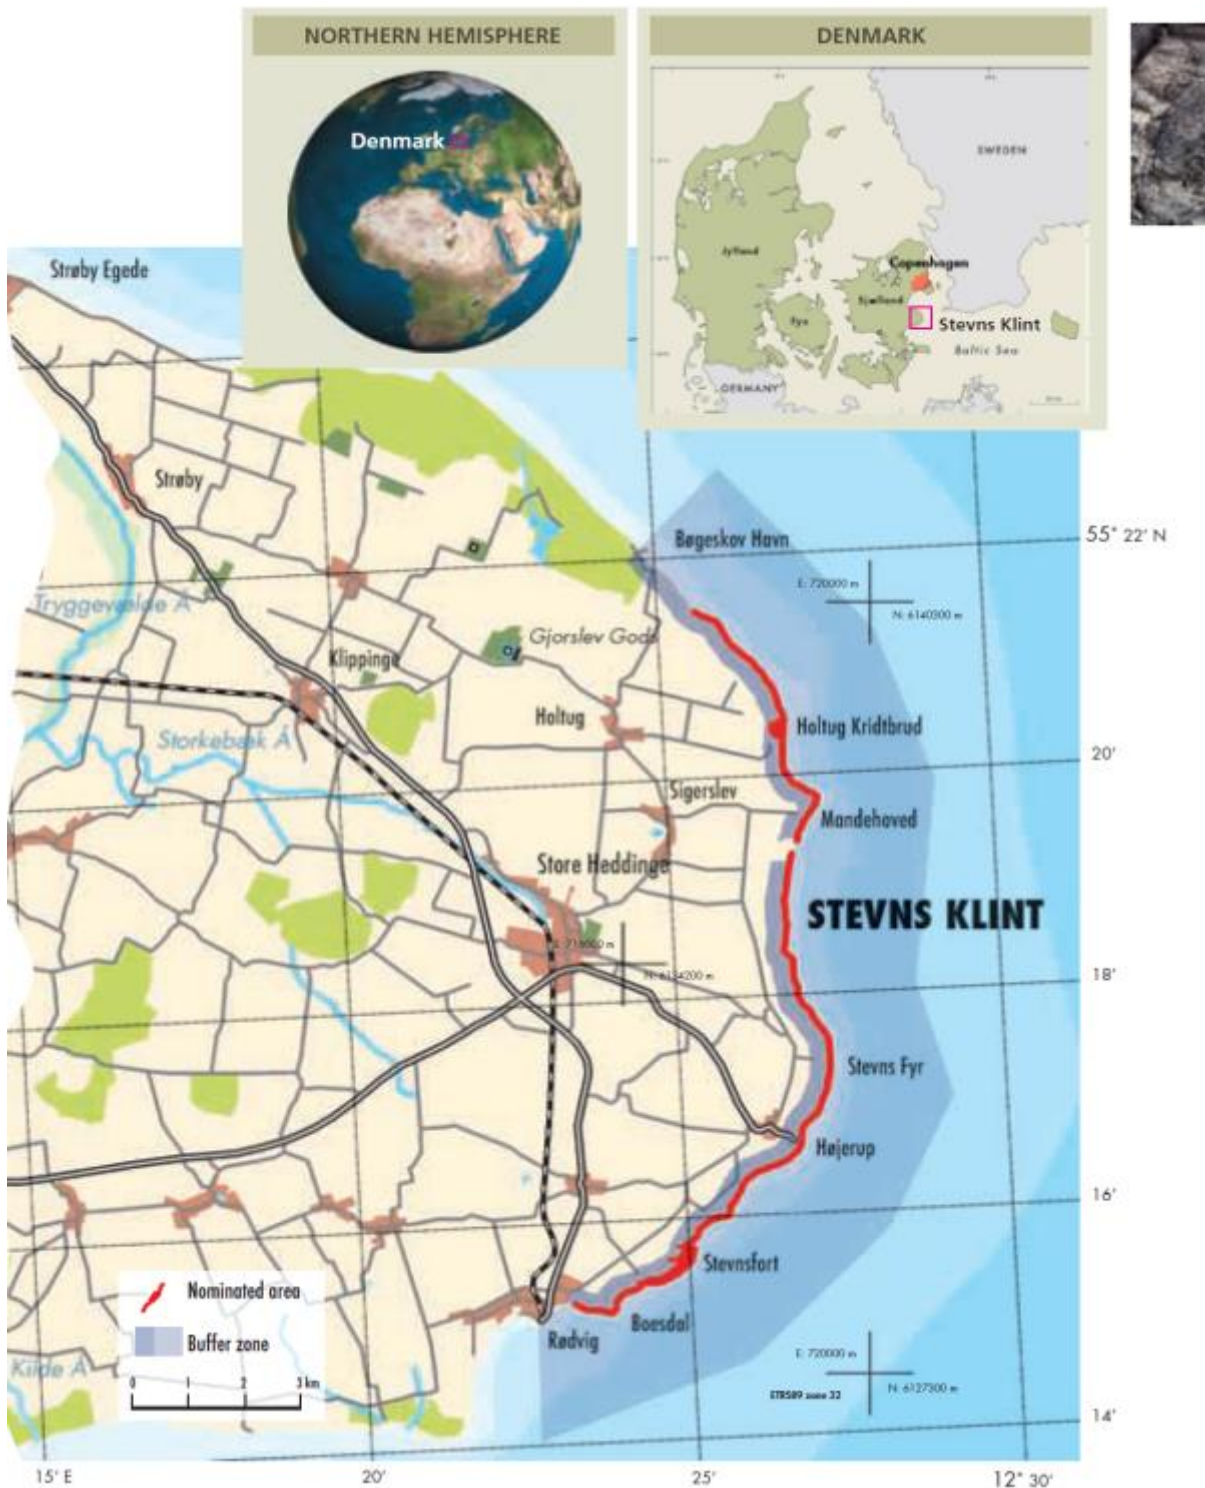 NORTHERN HEMISPHERE
Denmark
DENMARK
SWEDEN
Jylland
Copenhagen
Sjælland
Fyn
Stevns Klint
Baltic Sea
GERMANY
Strøby Egede
Strøby
Bøgeskov Havn
55° 22' N
E: 720000 m
N: 6140300 m
Tryggevælde Å
Gjorslev Gods
Klippinge
Holtug
Holtug Kridtbrud
Storkebæk Å
20'
Sigerslev
Mandehoved
Store Heddinge
STEVNS KLINT
N: 6134200 m
18'
Stevns Fyr
Højerup
16'
Stevnsfort
Nominated area
Boesdal
Buffer zone
Rødvig
E: 720000 m
Kilde Å
0 1 2 3 km
ETRS89 zone 32
N: 6127300 m
14'
15' E
20'
25'
12° 30'